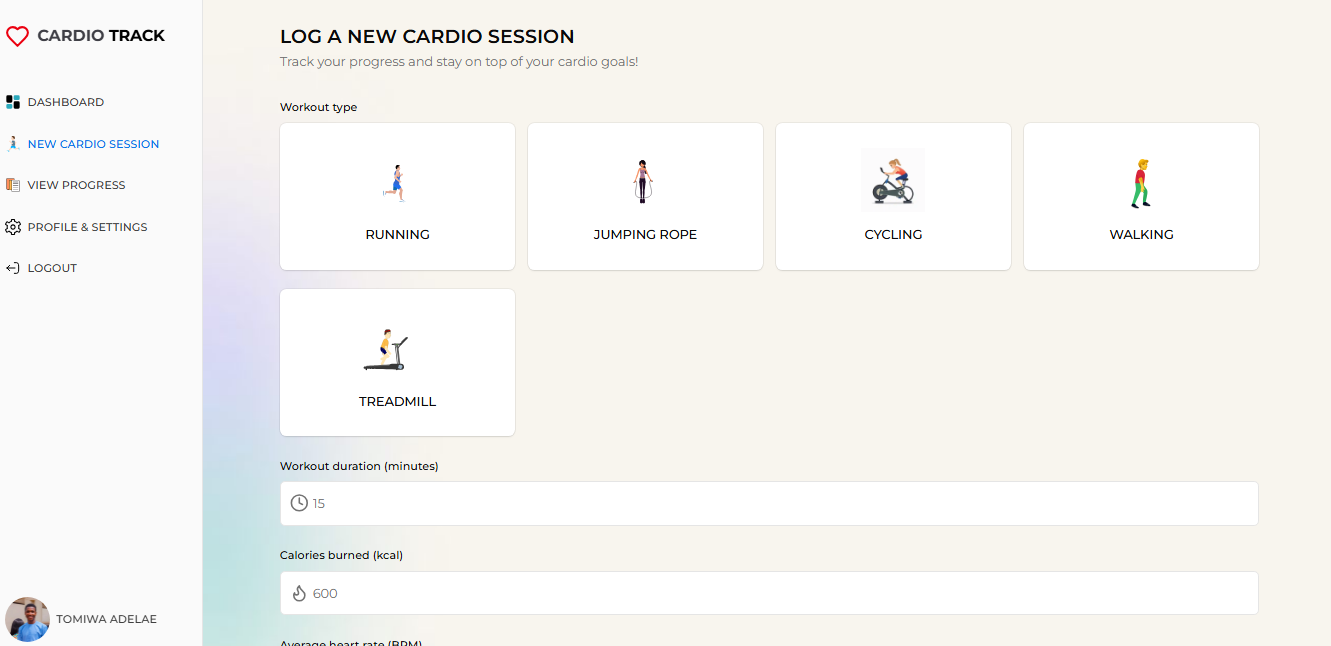 CARDIO TRACK
DASHBOARD
NEW CARDIO SESSION
VIEW PROGRESS
PROFILE & SETTINGS
LOGOUT
TOMIWA ADELAE
LOG A NEW CARDIO SESSION
Track your progress and stay on top of your cardio goals!
Workout type
RUNNING
JUMPING ROPE
CYCLING
WALKING
TREADMILL
Workout duration (minutes)
15
Calories burned (kcal)
600
Average heart rate (BPM)